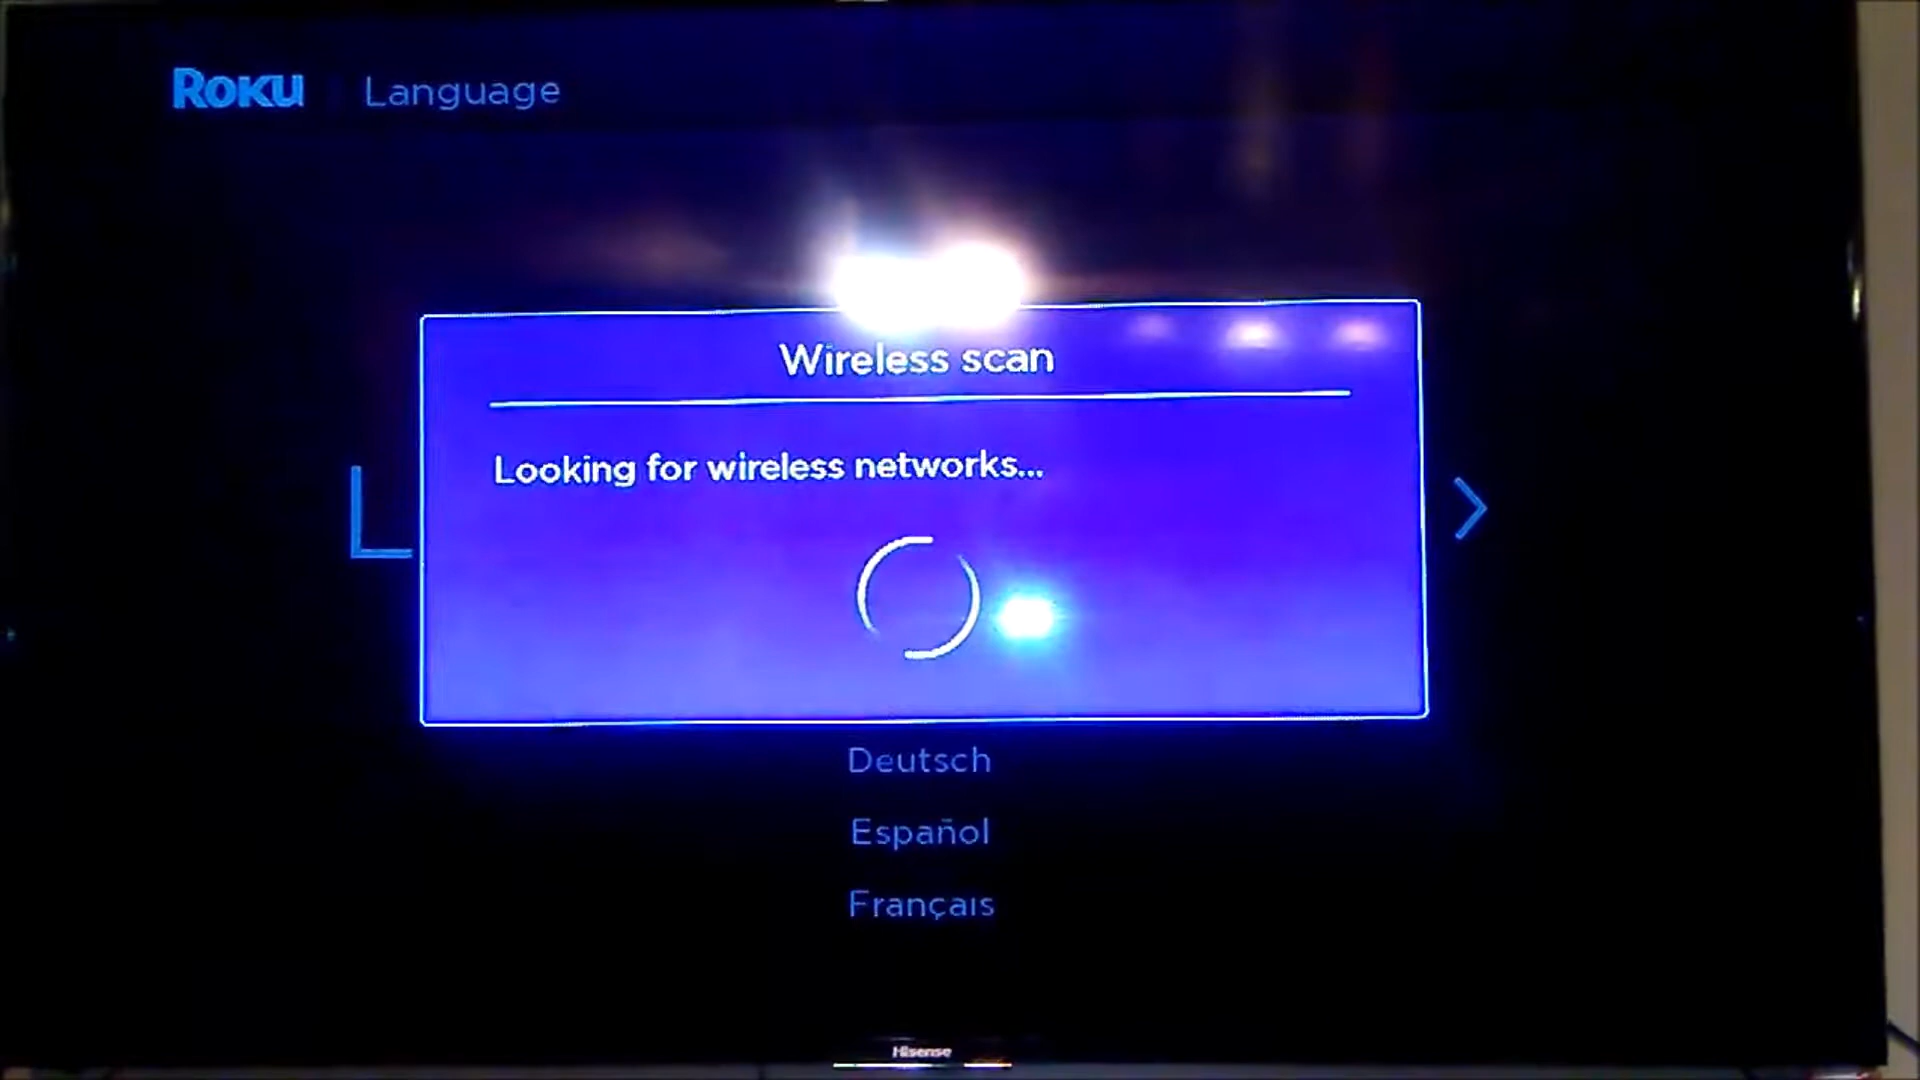 Roku Language
Wireless scan
Looking for wireless networks...
L
Deutsch
Español
Français
Hisense